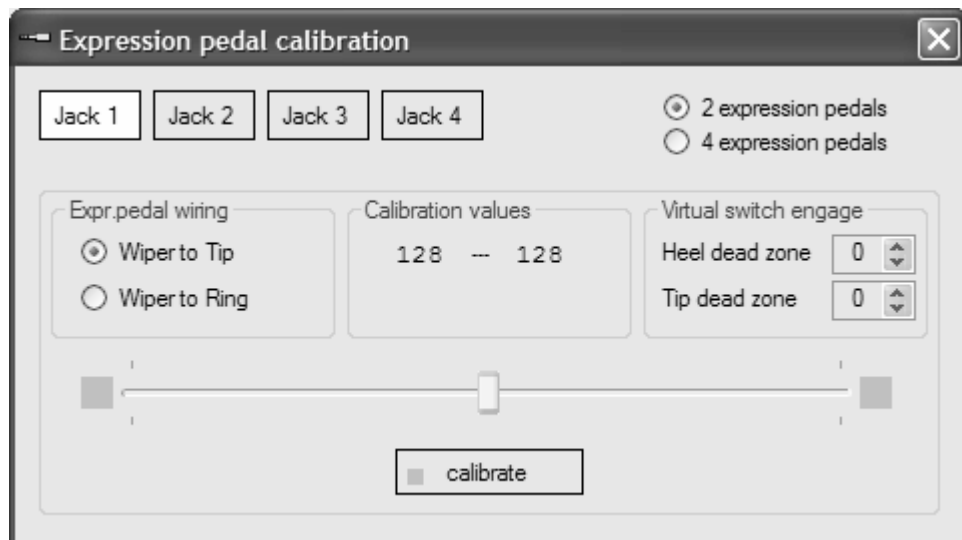 Expression pedal calibration
Jack 1 Jack 2 Jack 3 Jack 4
2 expression pedals
4 expression pedals
Expr.pedal wiring
Wiper to Tip
Wiper to Ring
Calibration values
128 --- 128
Virtual switch engage
Heel dead zone 0
Tip dead zone 0
calibrate